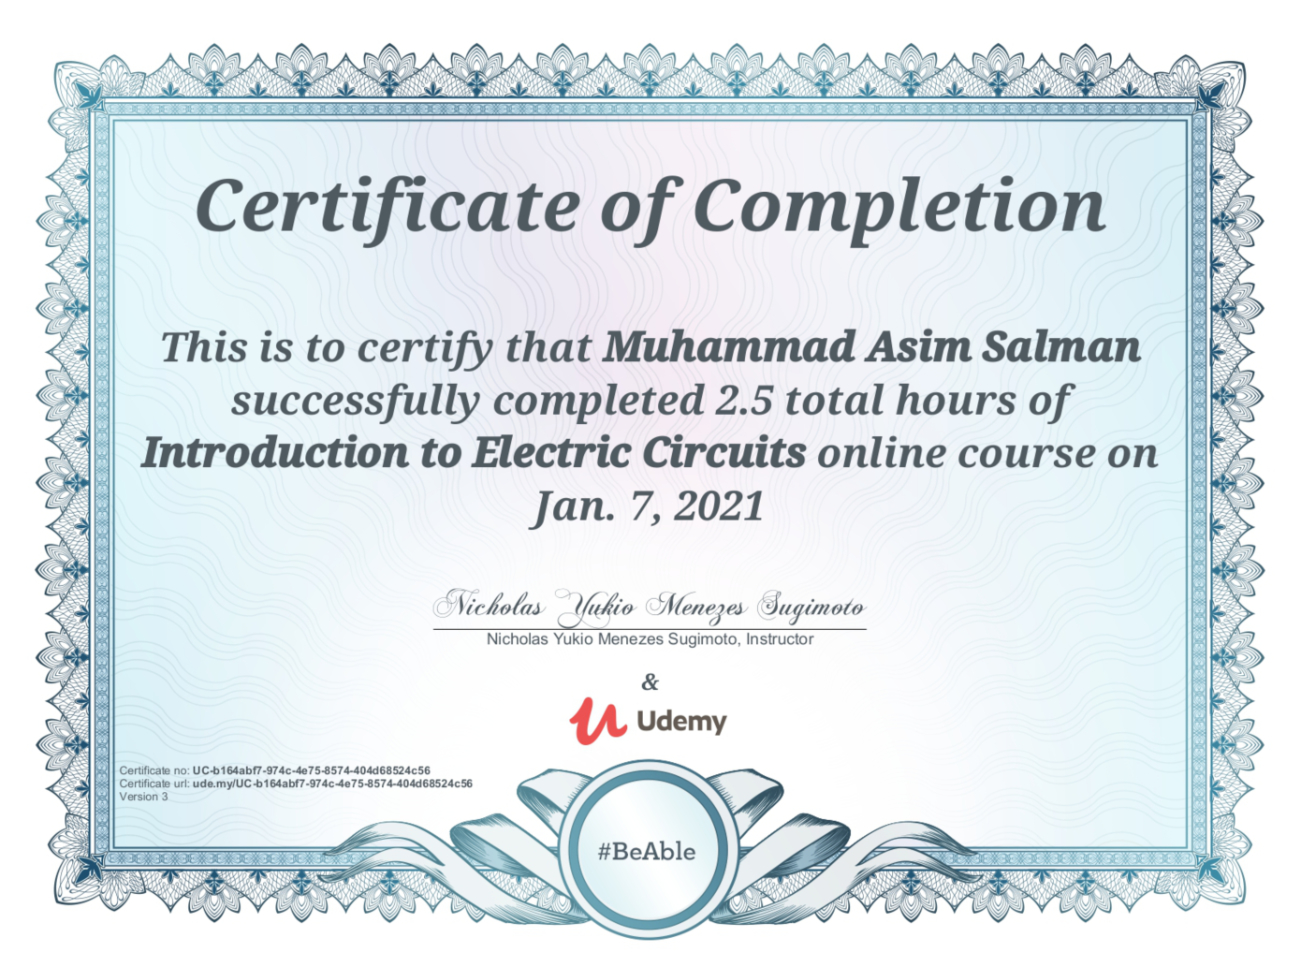 Certificate of Completion
This is to certify that Muhammad Asim Salman
successfully completed 2.5 total hours of
Introduction to Electric Circuits online course on
Jan. 7, 2021
Nicholas Yukio Menezes Sugimoto
Nicholas Yukio Menezes Sugimoto, Instructor
&
Udemy
Certificate no: UC-b164abf7-974c-4e75-8574-404d68524c56
Certificate url: ude.my/UC-b164abf7-974c-4e75-8574-404d68524c56
Version 3
#BeAble